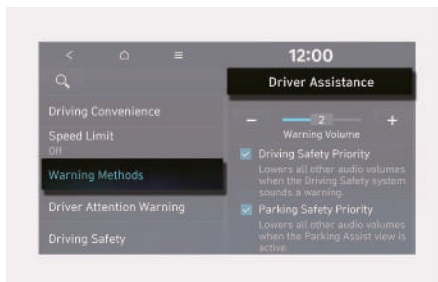 12:00
Driver Assistance
Driving Convenience
Speed Limit
Off
Warning Methods
Driver Attention Warning
Driving Safety
− 2 +
Warning Volume
Driving Safety Priority
Lowers all other audio volumes
when the Driving Safety system
sounds a warning.
Parking Safety Priority
Lowers all other audio volumes
when the Parking Assist view is
active.